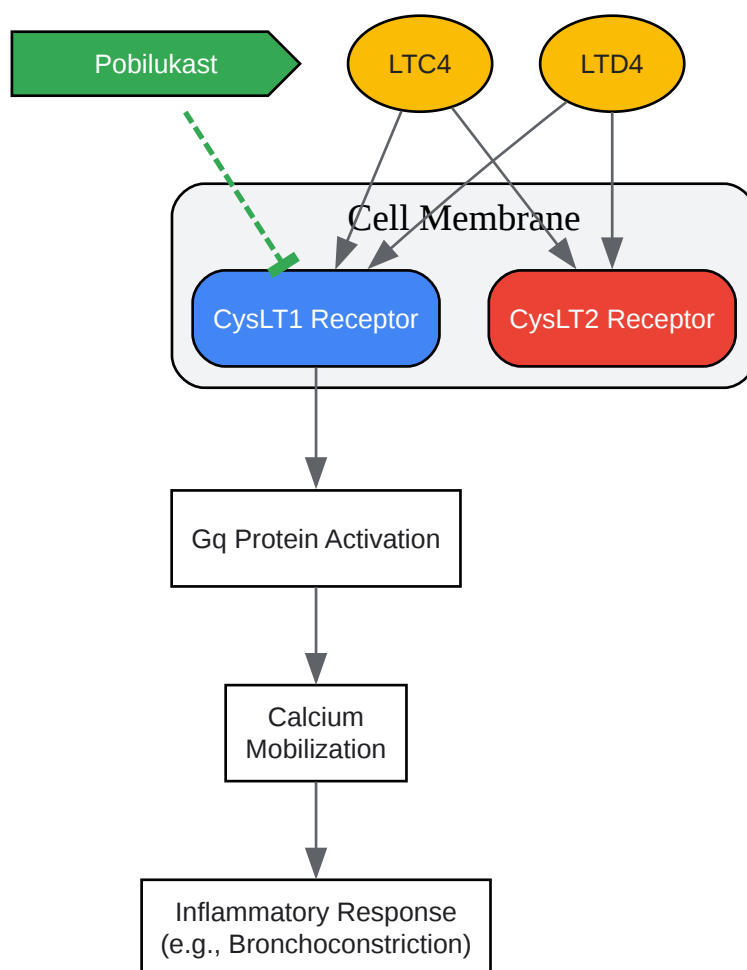 Pobilukast
LTC4
LTD4
Cell Membrane
CysLT1 Receptor
CysLT2 Receptor
Gq Protein Activation
Calcium
Mobilization
Inflammatory Response
(e.g., Bronchoconstriction)